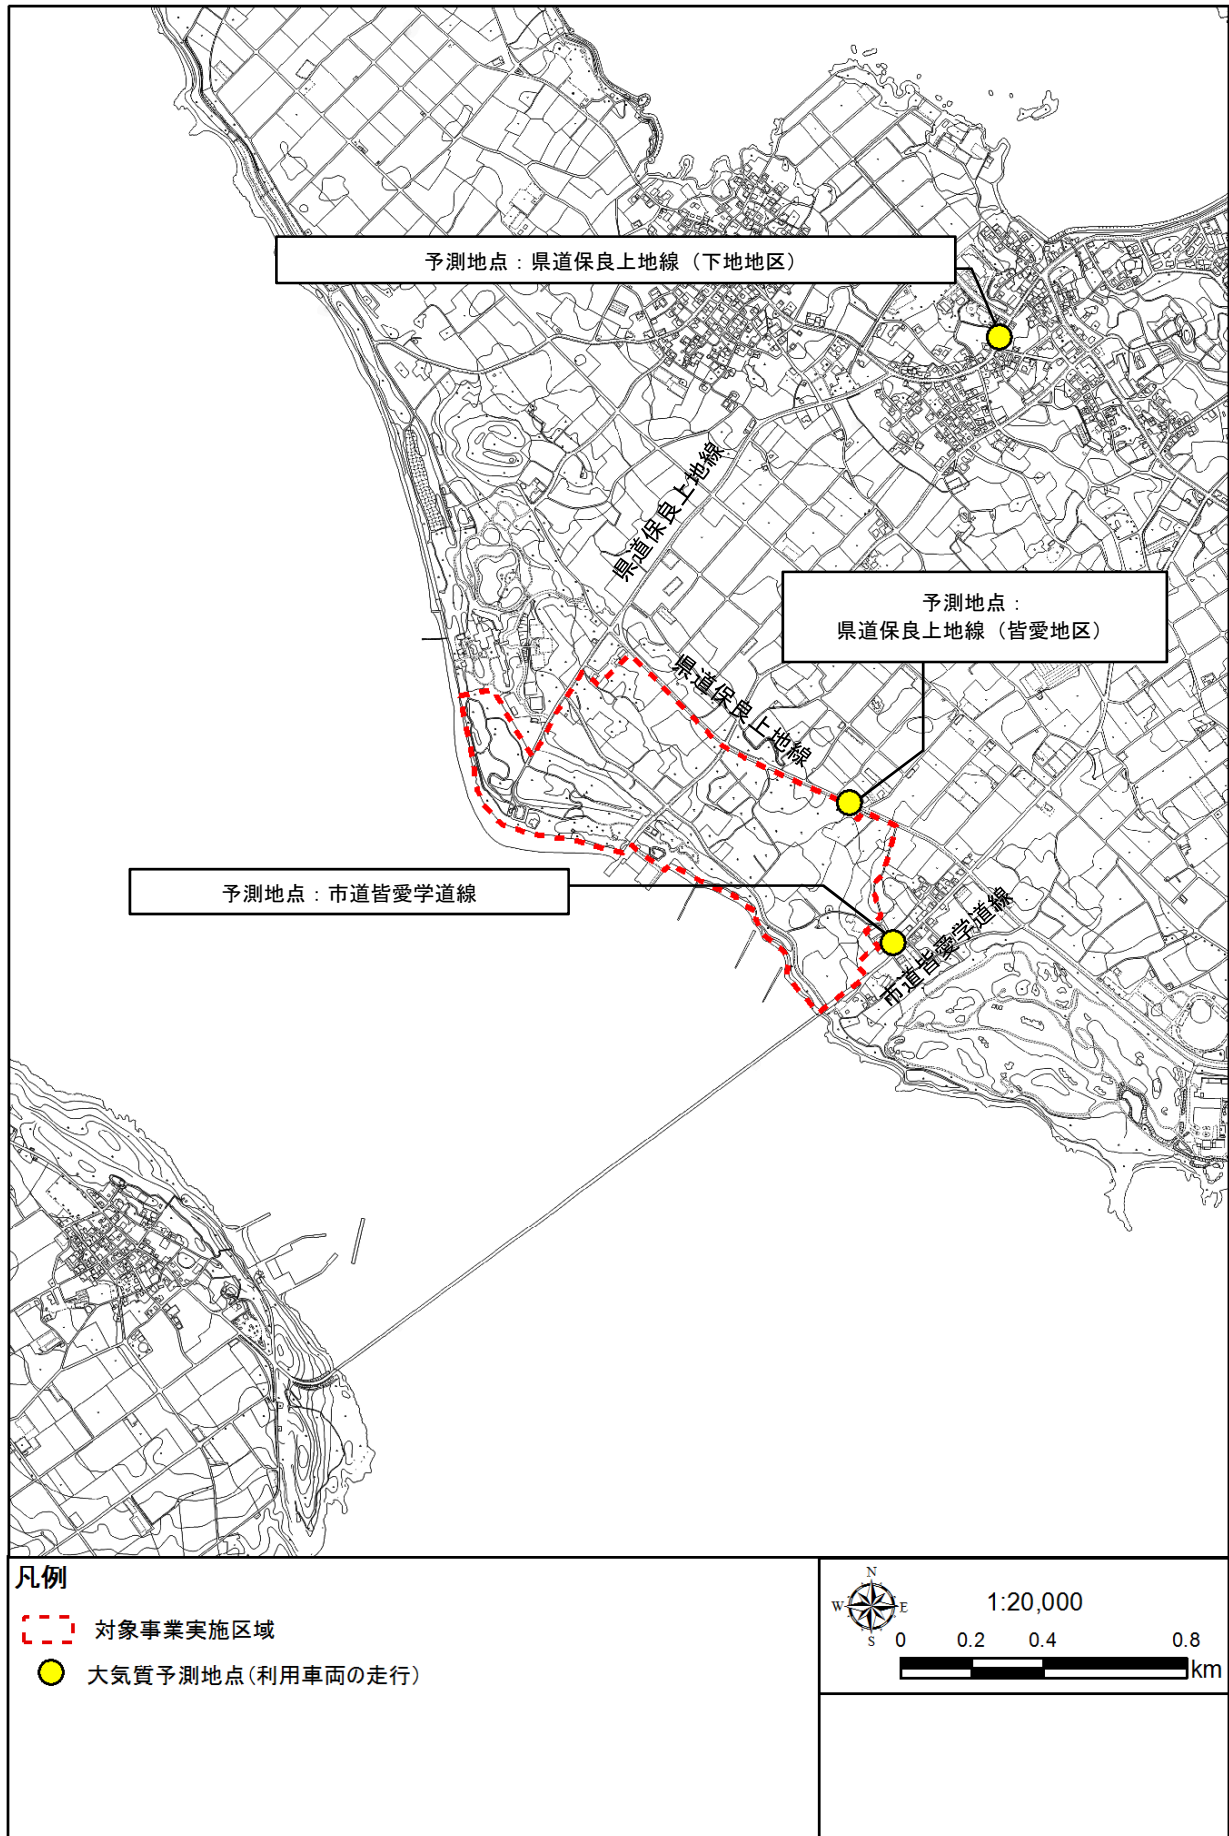 予測地点：県道保良上地線（下地地区）
県道保良上地線
予測地点：
県道保良上地線（皆愛地区）
県道保良上地線
予測地点：市道皆愛学道線
市道皆愛学道線
凡例
対象事業実施区域
大気質予測地点(利用車両の走行)
N
W
E
S
1:20,000
0 0.2 0.4 0.8
km